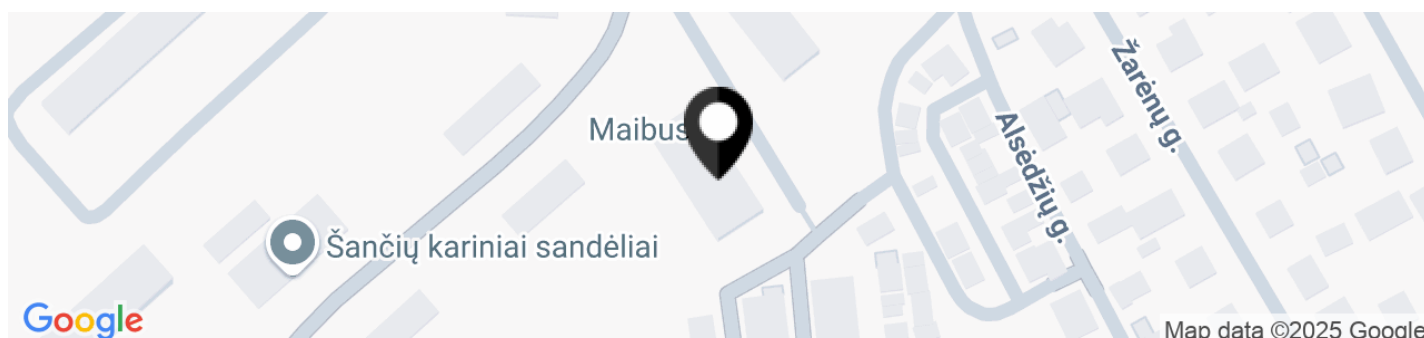 Žarėnų g.
Maibus
Alsėdžių g.
Šančių kariniai sandėliai
Google
Map data ©2025 Google